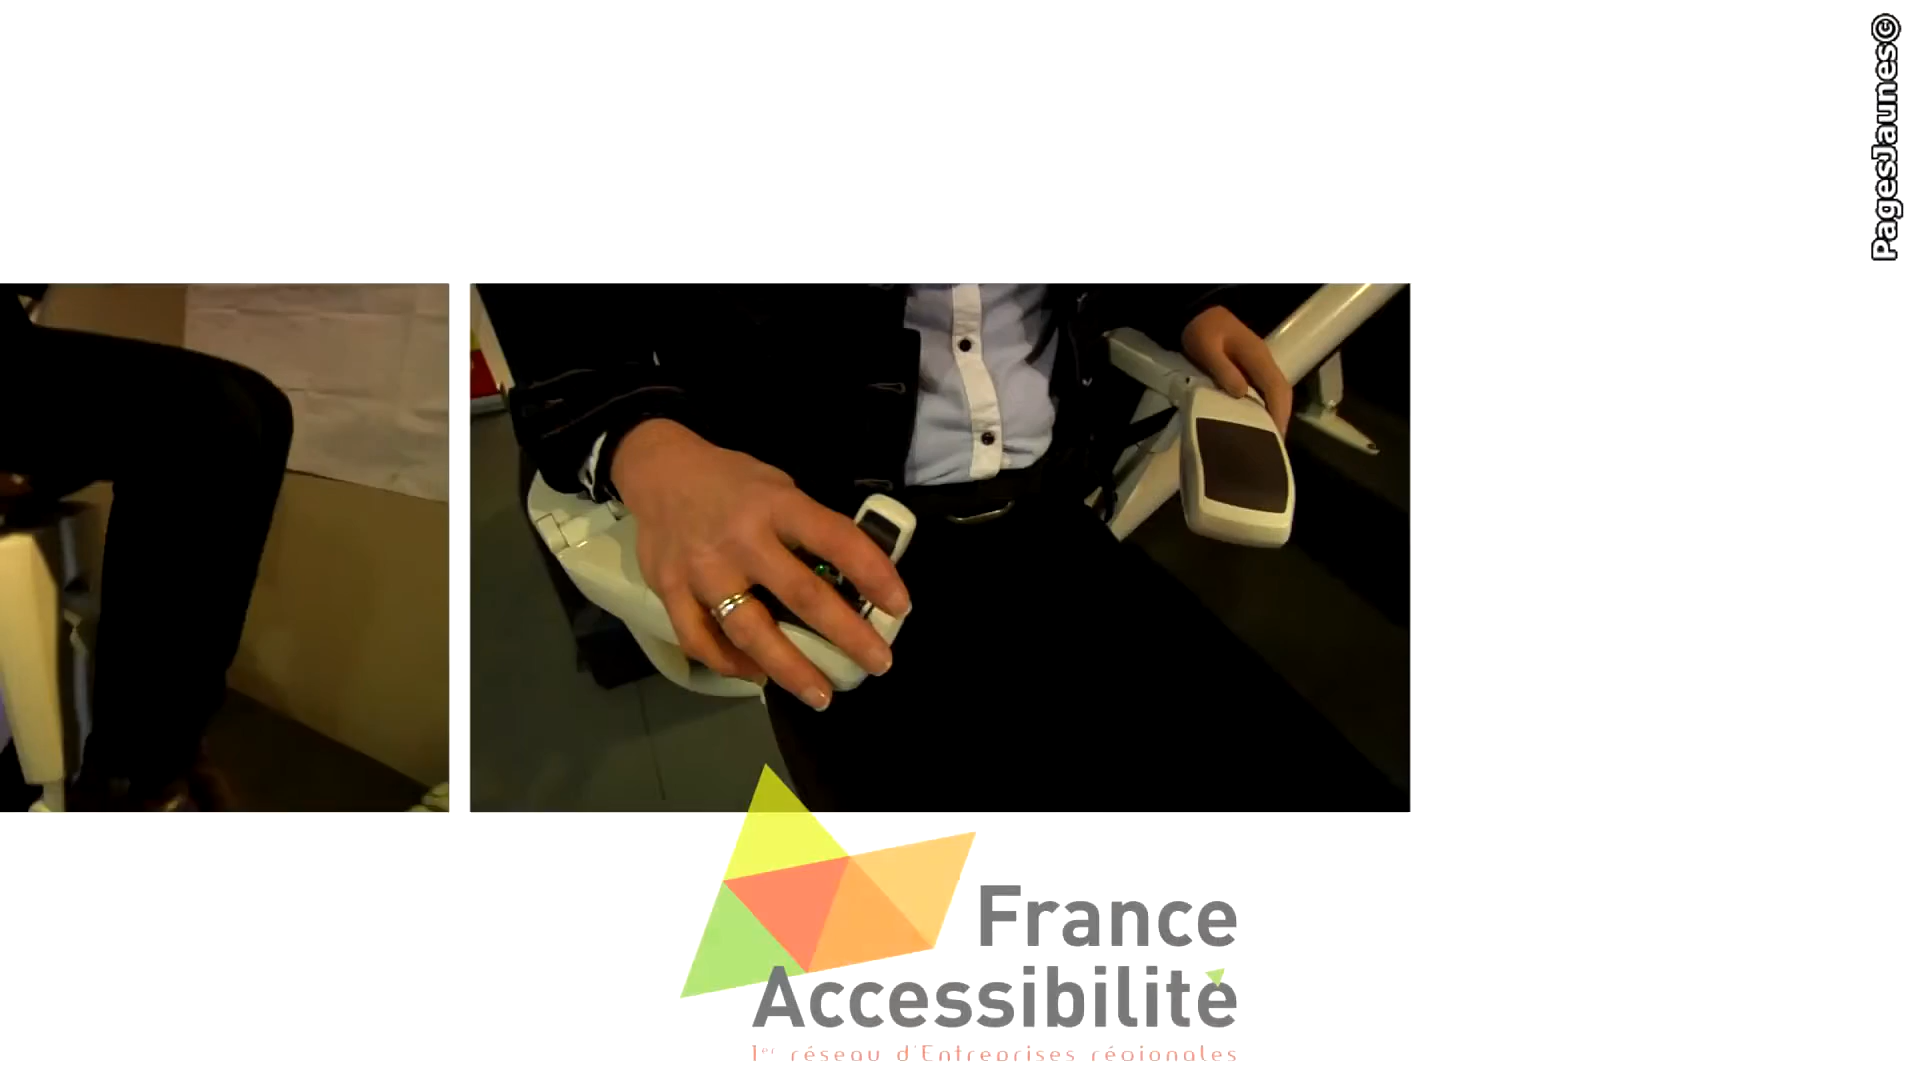 PagesJaunes©
France
Accessibilité
1er réseau d'Entreprises régionales